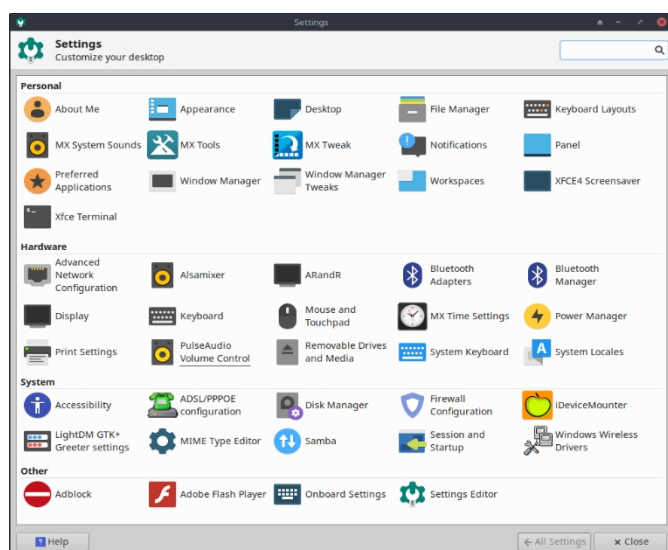 Settings
Settings
Customize your desktop
Personal
About Me
Appearance
Desktop
File Manager
Keyboard Layouts
MX System Sounds
MX Tools
MX Tweak
Notifications
Panel
Preferred
Applications
Window Manager
Window Manager
Tweaks
Workspaces
XFCE4 Screensaver
Xfce Terminal
Hardware
Advanced
Network
Configuration
Alsamixer
ARandR
Bluetooth
Adapters
Bluetooth
Manager
Display
Keyboard
Mouse and
Touchpad
MX Time Settings
Power Manager
Print Settings
PulseAudio
Volume Control
Removable Drives
and Media
System Keyboard
A
System Locales
System
Accessibility
ADSL/PPPOE
configuration
Disk Manager
Firewall
Configuration
iDeviceMounter
LightDM GTK+
Greeter settings
MIME Type Editor
Samba
Session and
Startup
Windows Wireless
Drivers
Other
Adblock
Adobe Flash Player
Onboard Settings
Settings Editor
? Help
← All Settings
× Close